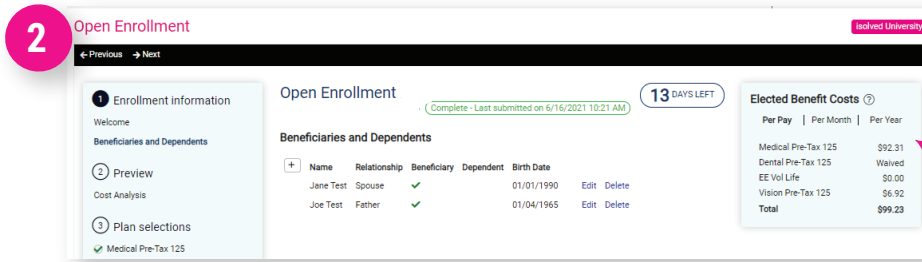 2
Open Enrollment
isolved University
← Previous → Next
1 Enrollment information
Welcome
Beneficiaries and Dependents
2 Preview
Cost Analysis
3 Plan selections
Medical Pre-Tax 125
Open Enrollment
Complete - Last submitted on 6/16/2021 10:21 AM
13 DAYS LEFT
Beneficiaries and Dependents
+ Name Relationship Beneficiary Dependent Birth Date
Jane Test Spouse ✓ 01/01/1990 Edit Delete
Joe Test Father ✓ 01/04/1965 Edit Delete
Elected Benefit Costs ?
Per Pay | Per Month | Per Year
Medical Pre-Tax 125 $92.31
Dental Pre-Tax 125 Waived
EE Vol Life $0.00
Vision Pre-Tax 125 $6.92
Total $99.23